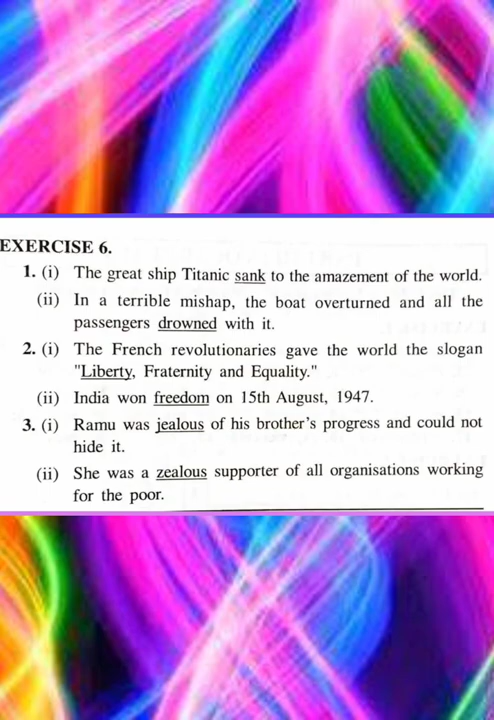 EXERCISE 6.
1. (i) The great ship Titanic sank to the amazement of the world.
(ii) In a terrible mishap, the boat overturned and all the
passengers drowned with it.
2. (i) The French revolutionaries gave the world the slogan
"Liberty, Fraternity and Equality."
(ii) India won freedom on 15th August, 1947.
3. (i) Ramu was jealous of his brother's progress and could not
hide it.
(ii) She was a zealous supporter of all organisations working
for the poor.